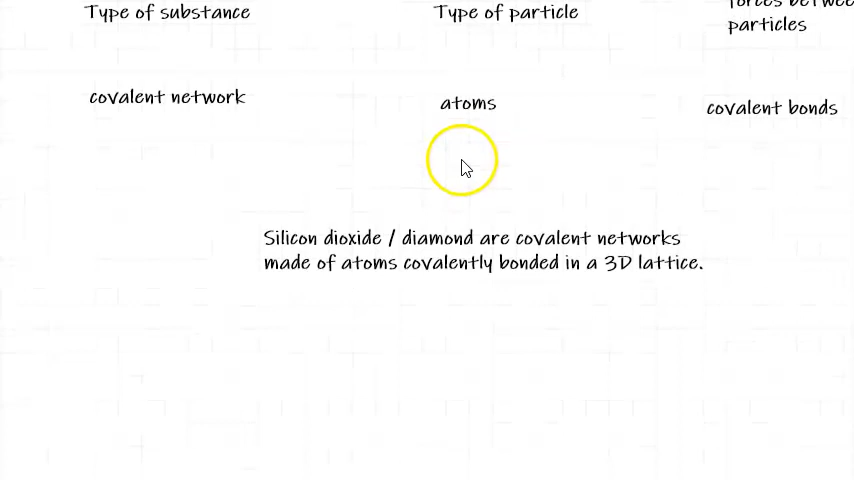 Type of substance
Type of particle
particles
covalent network
atoms
covalent bonds
Silicon dioxide / diamond are covalent networks
made of atoms covalently bonded in a 3D lattice.